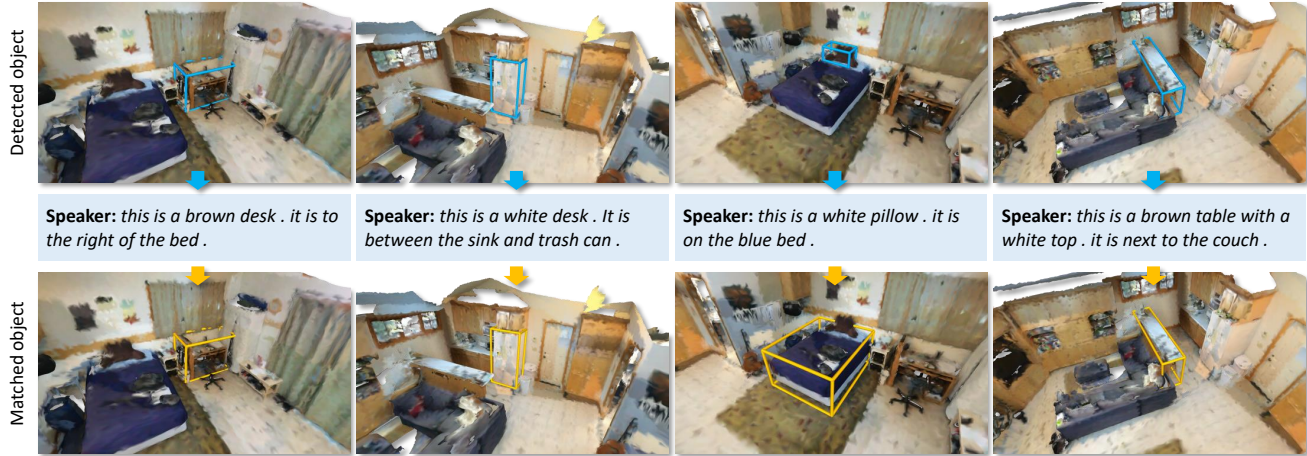 Detected object
Speaker: this is a brown desk . it is to
the right of the bed .
Speaker: this is a white desk . It is
between the sink and trash can .
Speaker: this is a white pillow . it is
on the blue bed .
Speaker: this is a brown table with a
white top . it is next to the couch .
Matched object